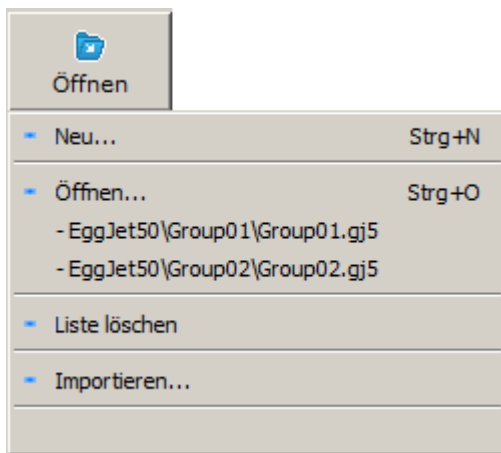 Öffnen
Neu... Strg+N
Öffnen... Strg+O
- EggJet50\Group01\Group01.gj5
- EggJet50\Group02\Group02.gj5
Liste löschen
Importieren...